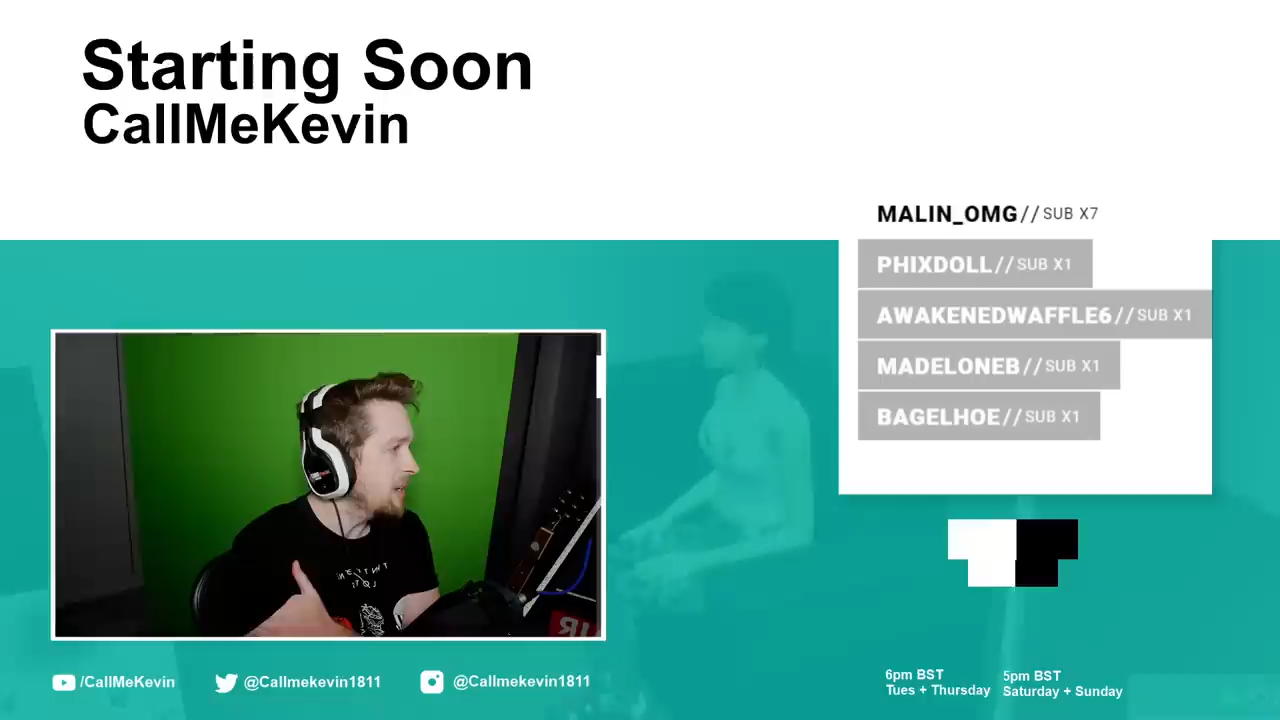 Starting Soon
CallMeKevin
MALIN_OMG// SUB X7
PHIXDOLL// SUB X1
AWAKENEDWAFFLE6// SUB X1
MADELONEB// SUB X1
BAGELHOE// SUB X1
/CallMeKevin
@Callmekevin1811
@Callmekevin1811
6pm BST
Tues + Thursday
5pm BST
Saturday + Sunday